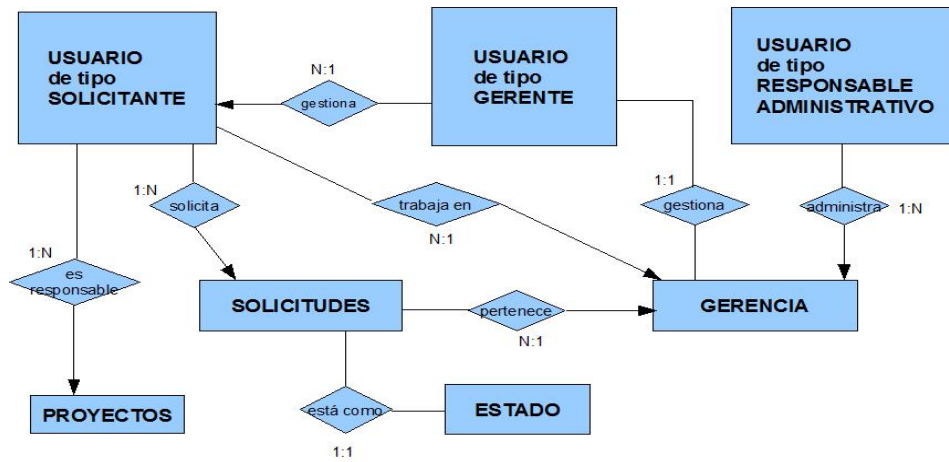 USUARIO
de tipo
SOLICITANTE
N:1
gestiona
USUARIO
de tipo
GERENTE
USUARIO
de tipo
RESPONSABLE
ADMINISTRATIVO
1:N
solicita
trabaja en
N:1
1:1
gestiona
administra
1:N
1:N
es
responsable
SOLICITUDES
pertenece
N:1
GERENCIA
PROYECTOS
está como
1:1
ESTADO